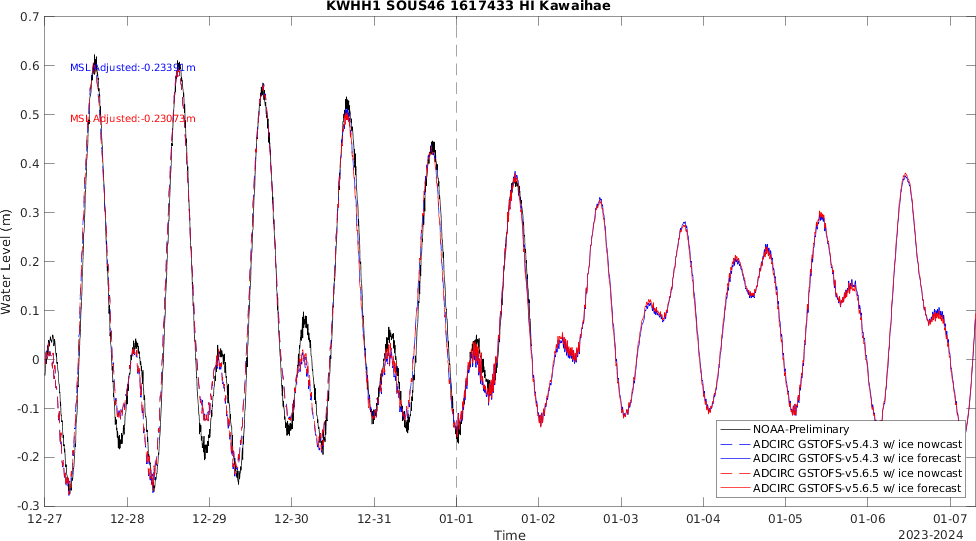 KWHH1 SOUS46 1617433 HI Kawaihae
Water Level (m)
0.7
0.6
0.5
0.4
0.3
0.2
0.1
0
-0.1
-0.2
-0.3
MSL Adjusted:-0.23391m
MSL Adjusted:-0.23073m
NOAA-Preliminary
ADCIRC GSTOFS-v5.4.3 w/ ice nowcast
ADCIRC GSTOFS-v5.4.3 w/ ice forecast
ADCIRC GSTOFS-v5.6.5 w/ ice nowcast
ADCIRC GSTOFS-v5.6.5 w/ ice forecast
12-27 12-28 12-29 12-30 12-31 01-01 01-02 01-03 01-04 01-05 01-06 01-07
Time
2023-2024